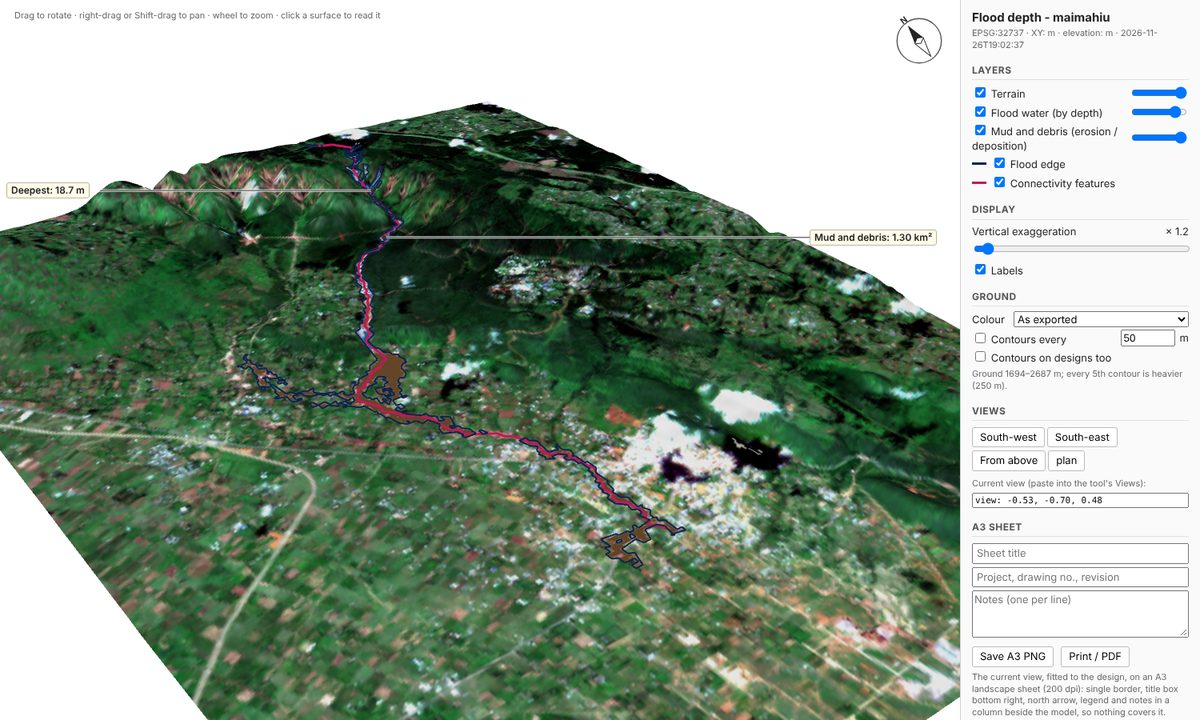 Drag to rotate · right-drag or Shift-drag to pan · wheel to zoom · click a surface to read it
N
Deepest: 18.7 m
Mud and debris: 1.30 km²
Flood depth - maimahiu
EPSG:32737 · XY: m · elevation: m · 2026-11-
26T19:02:37
LAYERS
Terrain
Flood water (by depth)
Mud and debris (erosion /
deposition)
Flood edge
Connectivity features
DISPLAY
Vertical exaggeration × 1.2
Labels
GROUND
Colour As exported
Contours every 50 m
Contours on designs too
Ground 1694–2687 m; every 5th contour is heavier
(250 m).
VIEWS
South-west South-east
From above plan
Current view (paste into the tool's Views):
view: -0.53, -0.70, 0.48
A3 SHEET
Sheet title
Project, drawing no., revision
Notes (one per line)
Save A3 PNG Print / PDF
The current view, fitted to the design, on an A3
landscape sheet (200 dpi): single border, title box
bottom right, north arrow, legend and notes in a
column beside the model, so nothing covers it.